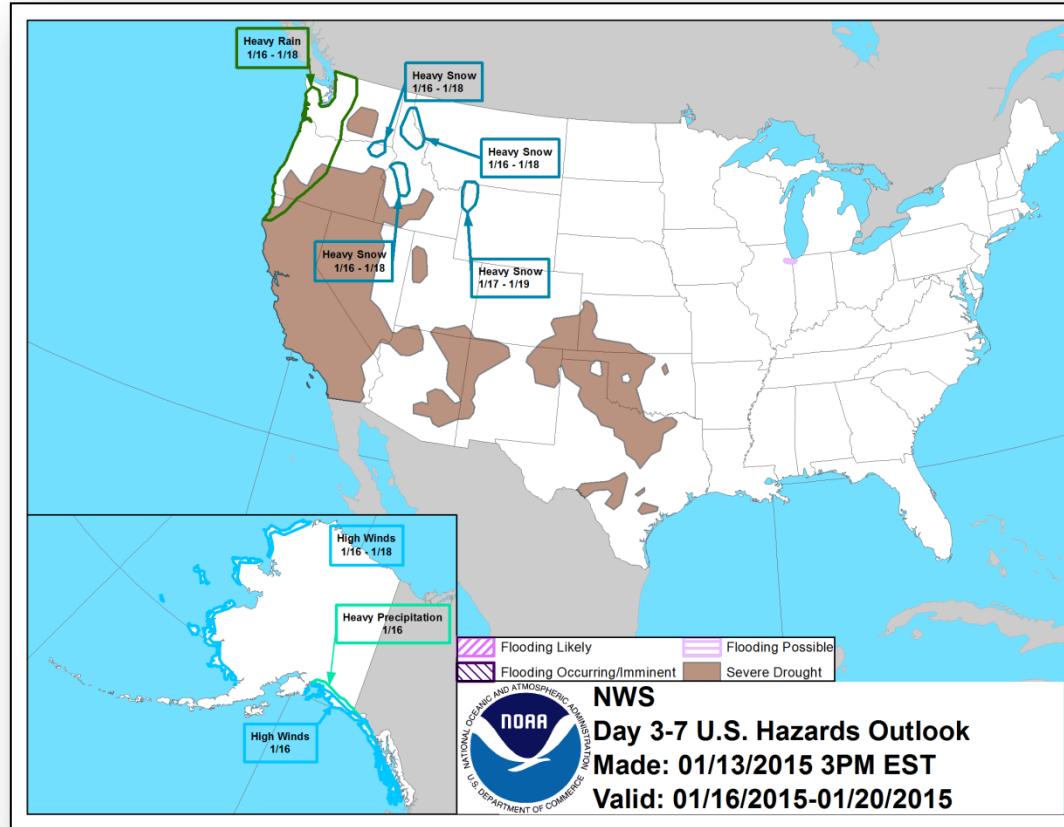 Heavy Rain
1/16 - 1/18
Heavy Snow
1/16 - 1/18
Heavy Snow
1/16 - 1/18
Heavy Snow
1/16 - 1/18
Heavy Snow
1/17 - 1/19
High Winds
1/16 - 1/18
Heavy Precipitation
1/16
High Winds
1/16
Flooding Likely
Flooding Possible
Flooding Occurring/Imminent
Severe Drought
NATIONAL OCEANIC AND ATMOSPHERIC ADMINISTRATION
NOAA
U.S. DEPARTMENT OF COMMERCE
NWS
Day 3-7 U.S. Hazards Outlook
Made: 01/13/2015 3PM EST
Valid: 01/16/2015-01/20/2015